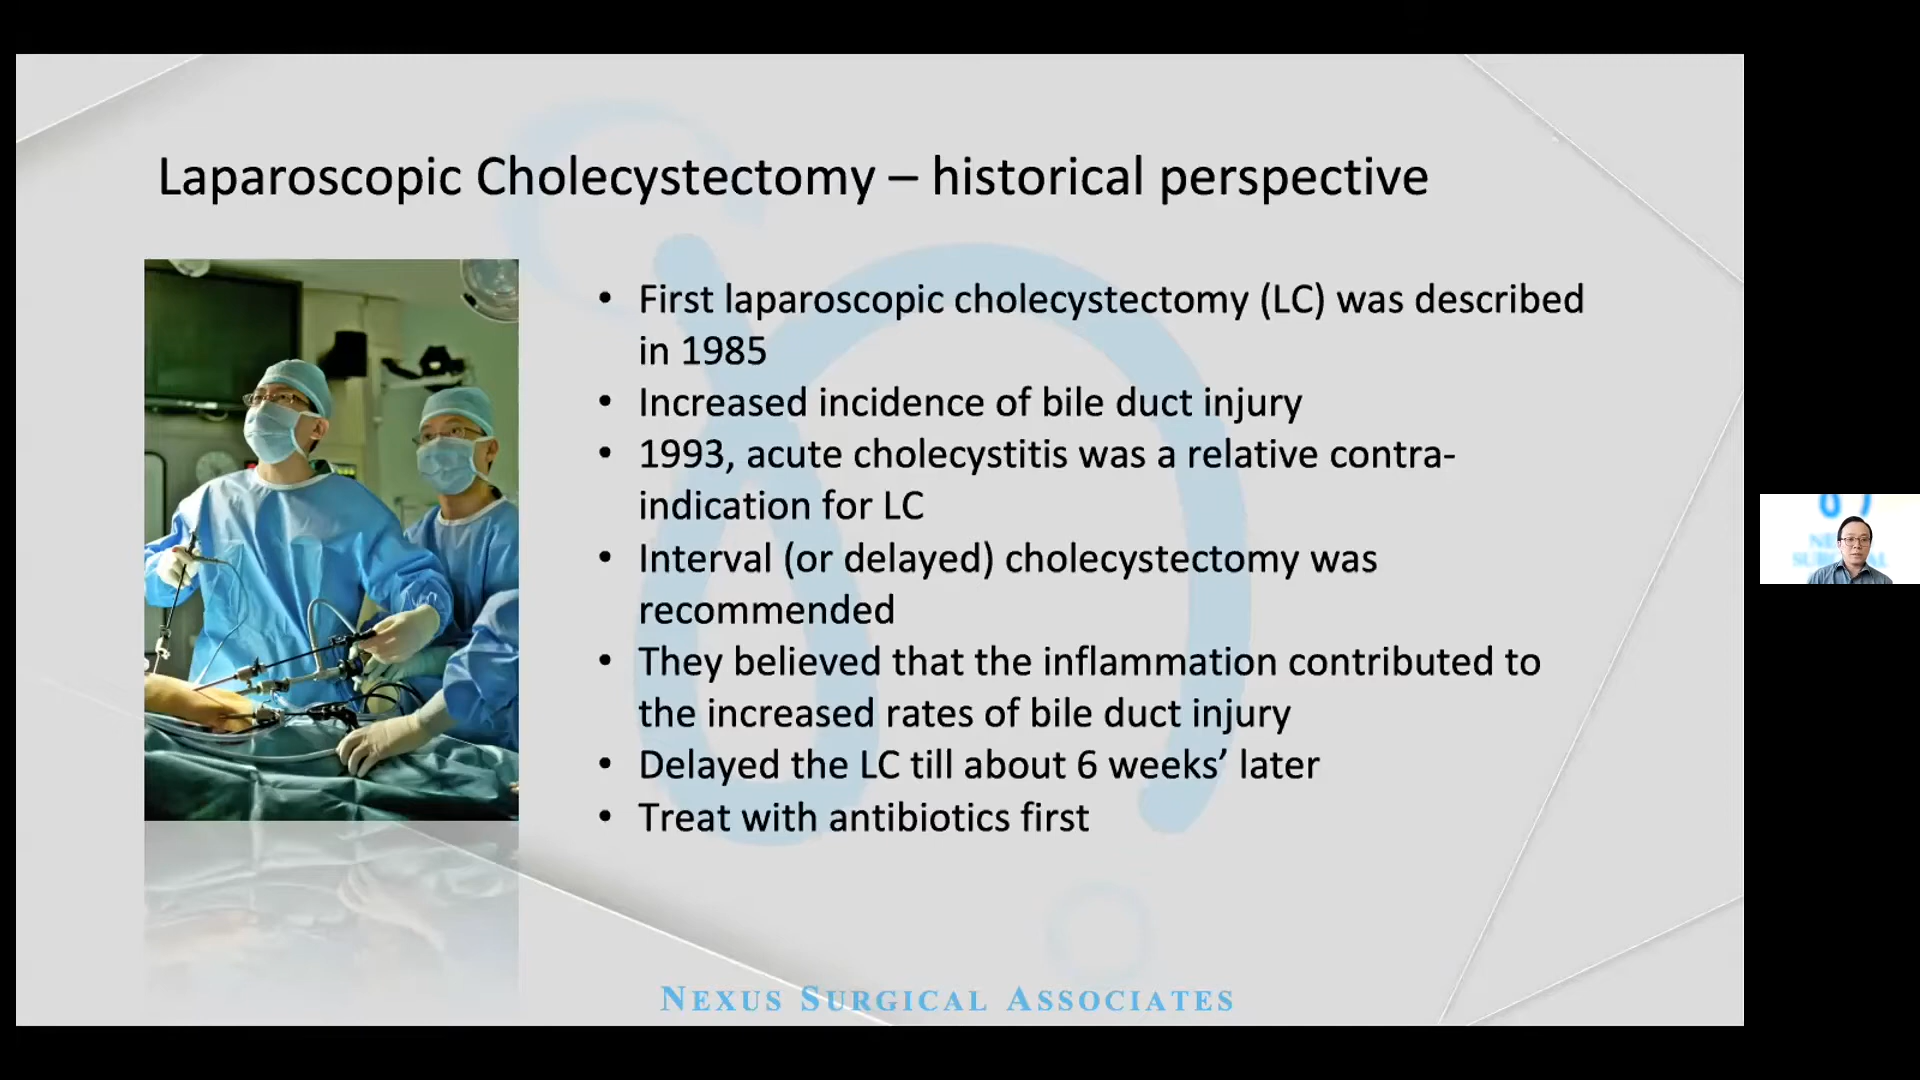 Laparoscopic Cholecystectomy – historical perspective
• First laparoscopic cholecystectomy (LC) was described
in 1985
• Increased incidence of bile duct injury
• 1993, acute cholecystitis was a relative contra-
indication for LC
• Interval (or delayed) cholecystectomy was
recommended
• They believed that the inflammation contributed to
the increased rates of bile duct injury
• Delayed the LC till about 6 weeks’ later
• Treat with antibiotics first
NEXUS SURGICAL ASSOCIATES